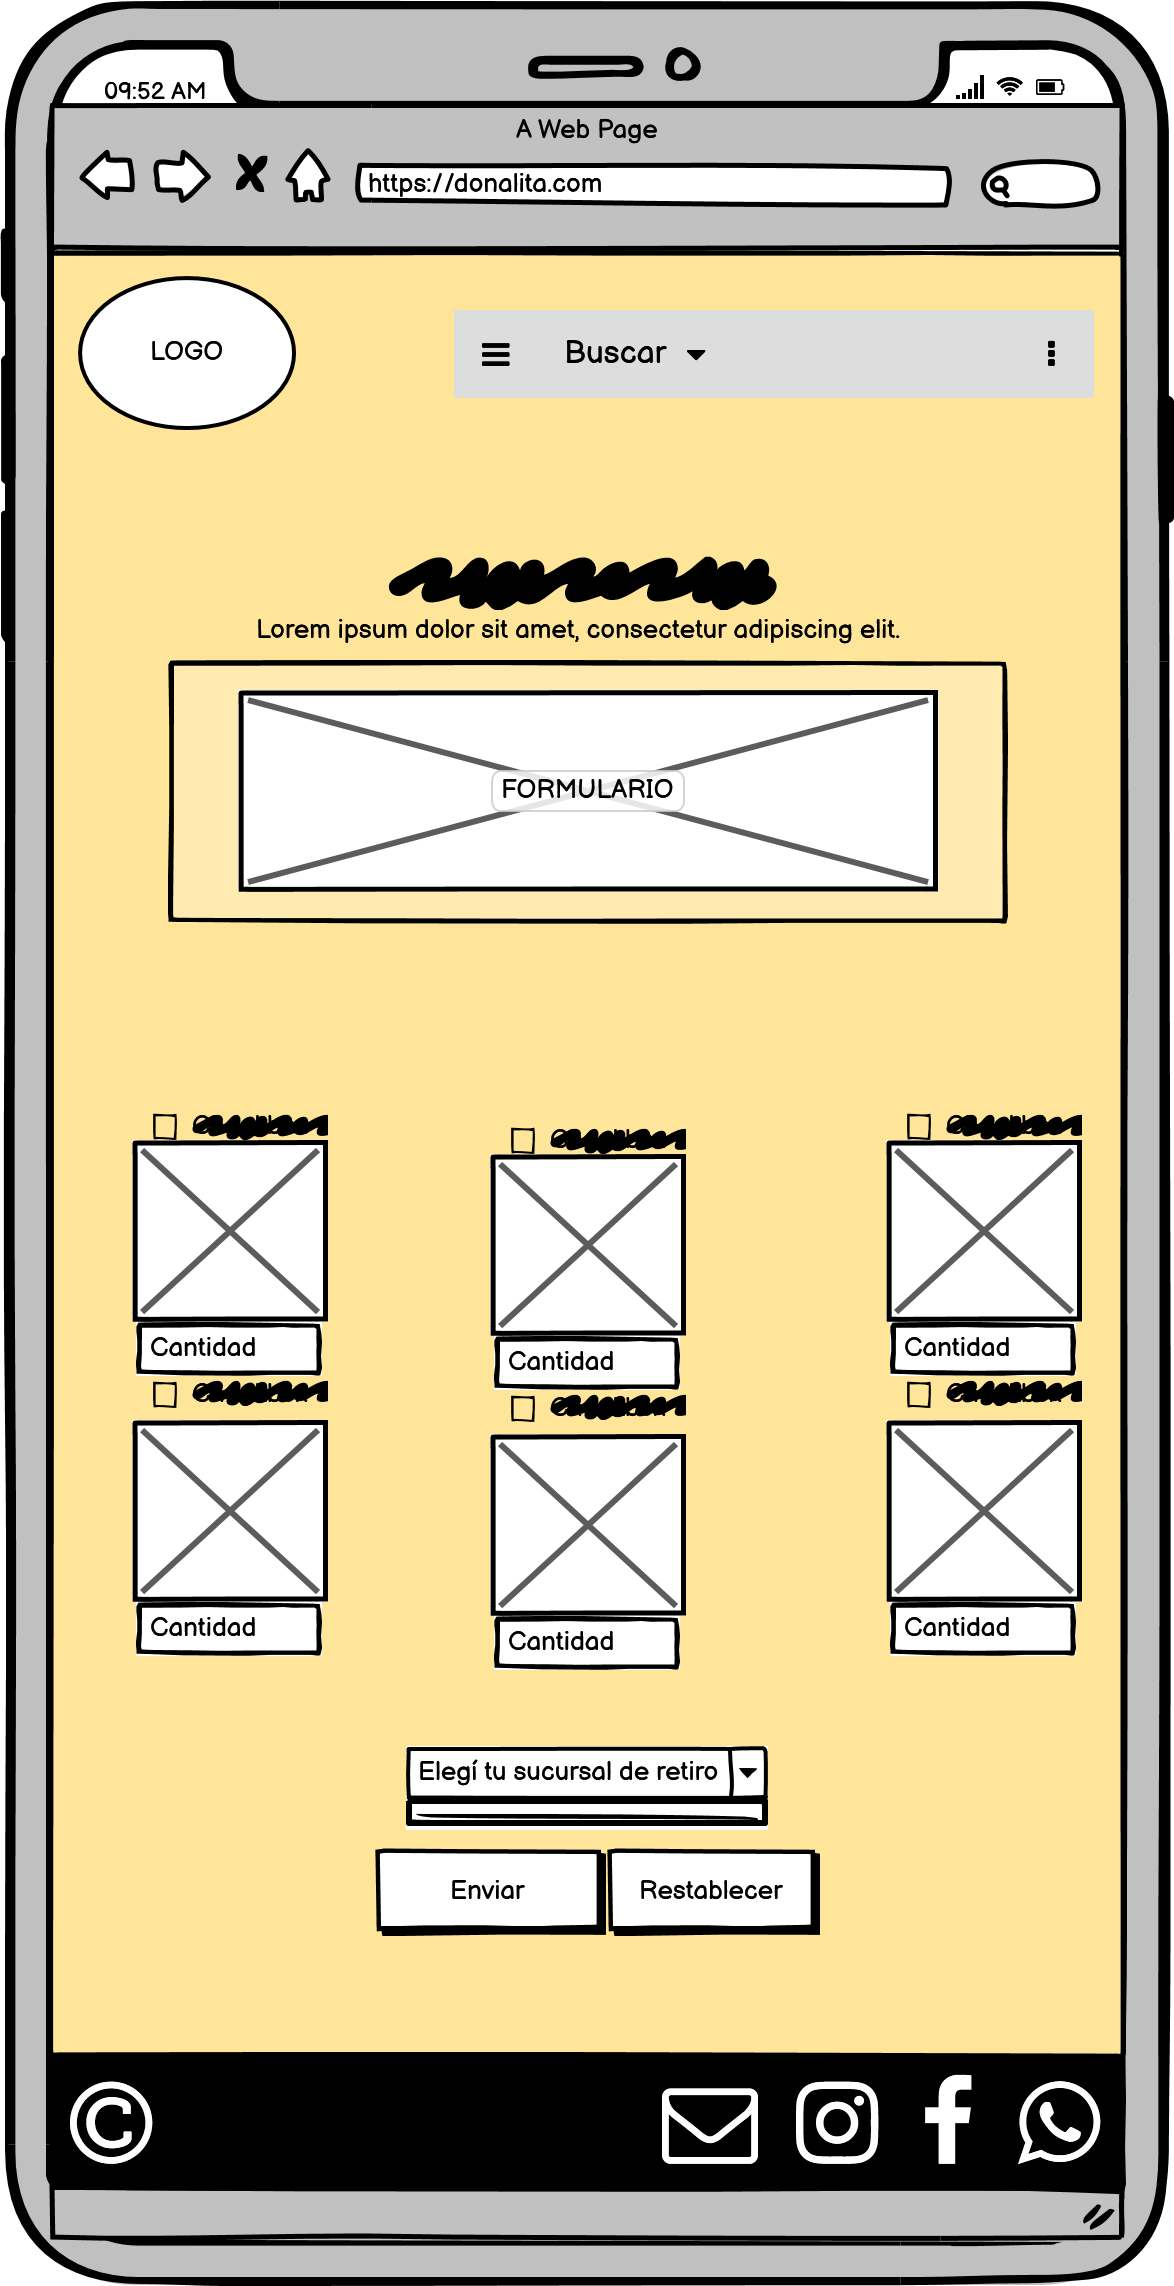 09:52 AM
A Web Page
https://donalita.com
LOGO
Buscar
Lorem ipsum dolor sit amet, consectetur adipiscing elit.
FORMULARIO
Cantidad
Cantidad
Cantidad
Cantidad
Cantidad
Cantidad
Elegí tu sucursal de retiro
Enviar
Restablecer